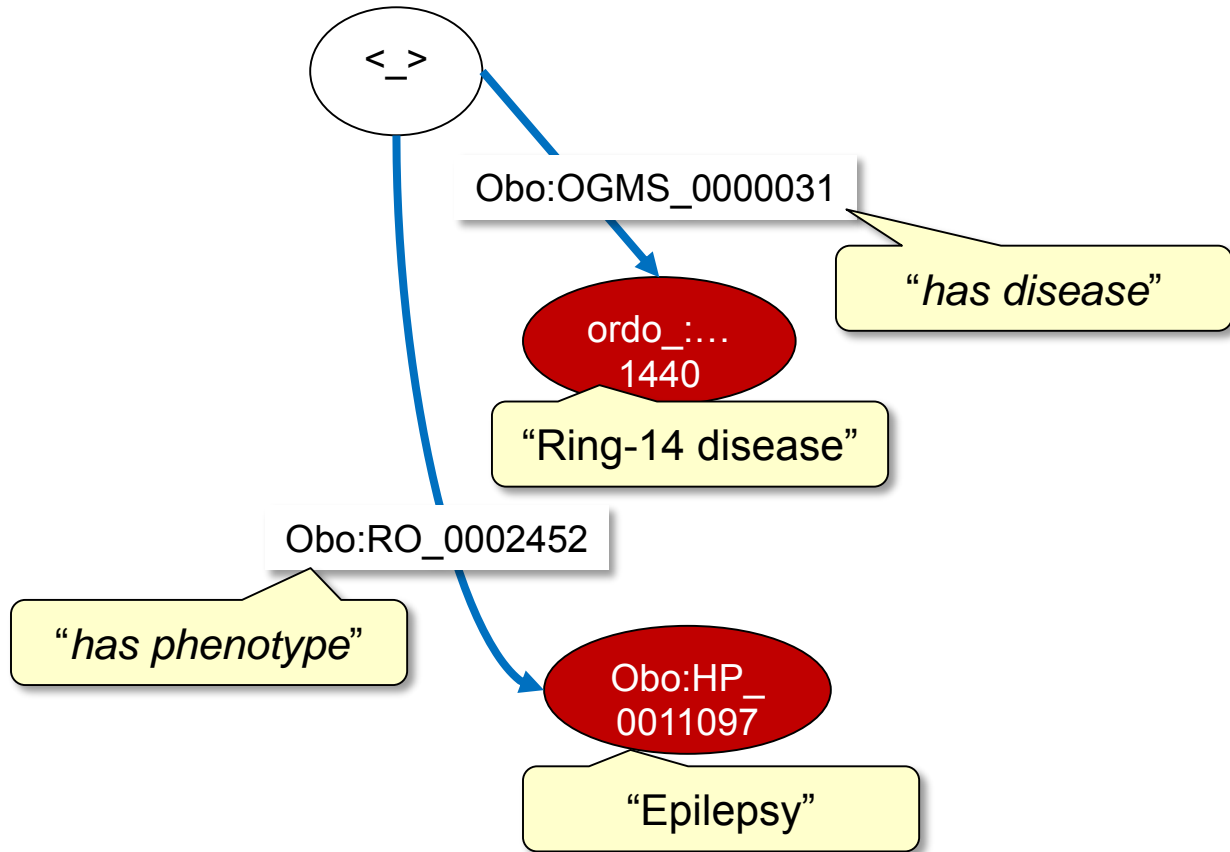 <_>
Obo:OGMS_0000031
“has disease”
ordo_:…
1440
“Ring-14 disease”
Obo:RO_0002452
“has phenotype”
Obo:HP_
0011097
“Epilepsy”